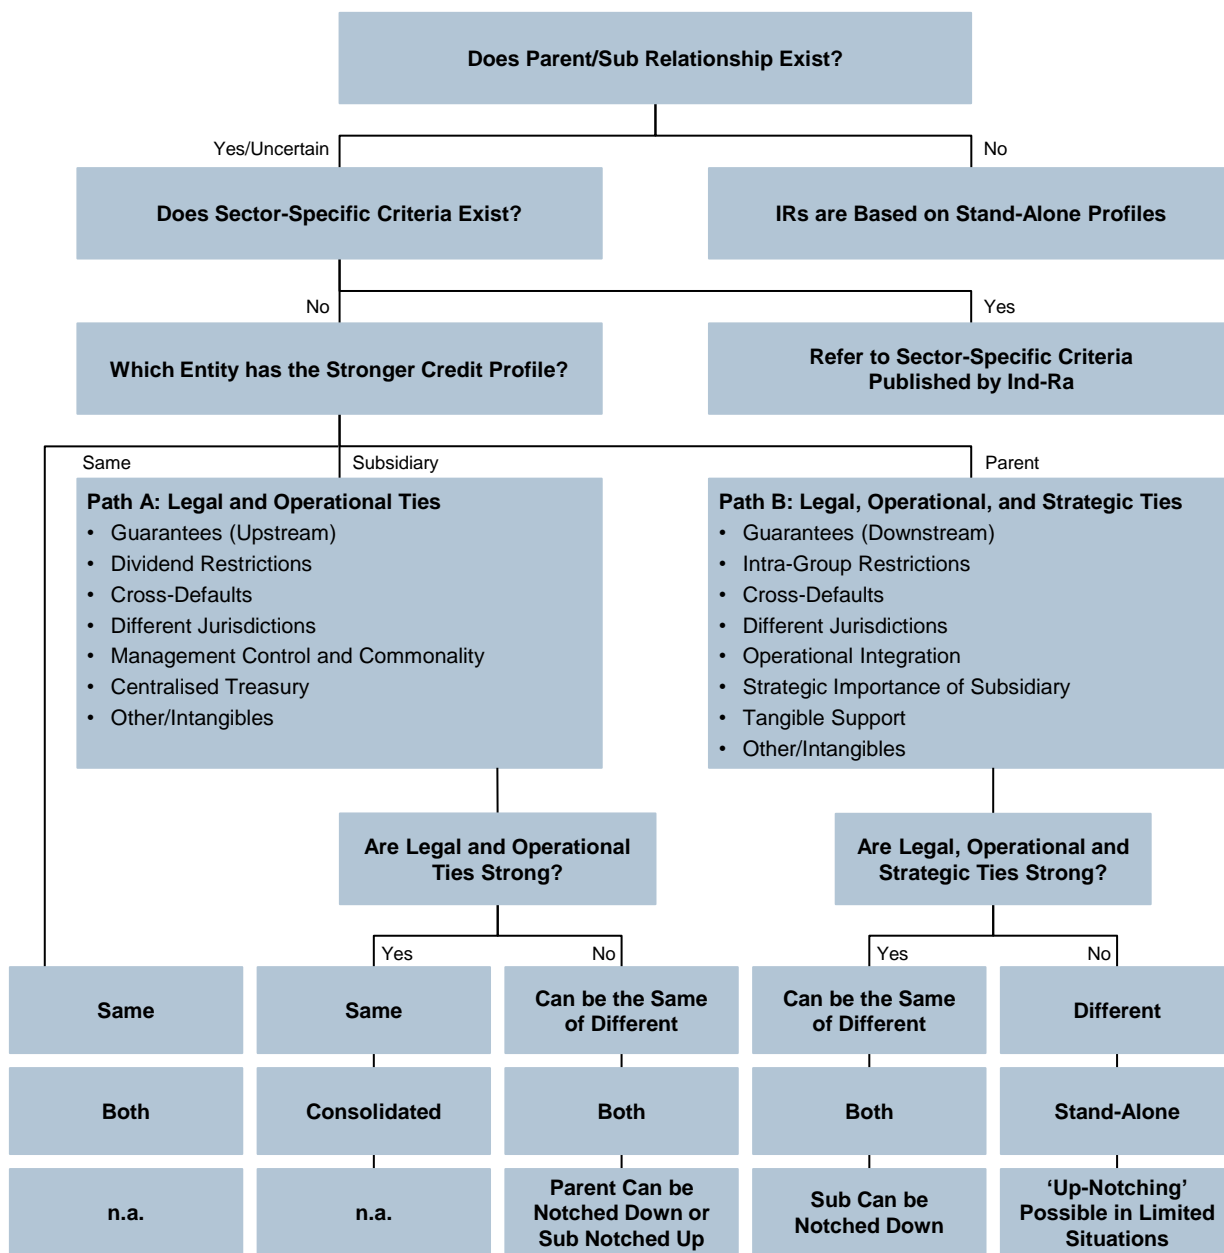 Does Parent/Sub Relationship Exist?
Yes/Uncertain
No
Does Sector-Specific Criteria Exist?
IRs are Based on Stand-Alone Profiles
No
Yes
Which Entity has the Stronger Credit Profile?
Refer to Sector-Specific Criteria
Published by Ind-Ra
Same
Subsidiary
Parent
Path A: Legal and Operational Ties
• Guarantees (Upstream)
• Dividend Restrictions
• Cross-Defaults
• Different Jurisdictions
• Management Control and Commonality
• Centralised Treasury
• Other/Intangibles
Path B: Legal, Operational, and Strategic Ties
• Guarantees (Downstream)
• Intra-Group Restrictions
• Cross-Defaults
• Different Jurisdictions
• Operational Integration
• Strategic Importance of Subsidiary
• Tangible Support
• Other/Intangibles
Are Legal and Operational
Ties Strong?
Are Legal, Operational and
Strategic Ties Strong?
Yes
No
Yes
No
Same
Same
Can be the Same
of Different
Can be the Same
of Different
Different
Both
Consolidated
Both
Both
Stand-Alone
n.a.
n.a.
Parent Can be
Notched Down or
Sub Notched Up
Sub Can be
Notched Down
‘Up-Notching’
Possible in Limited
Situations